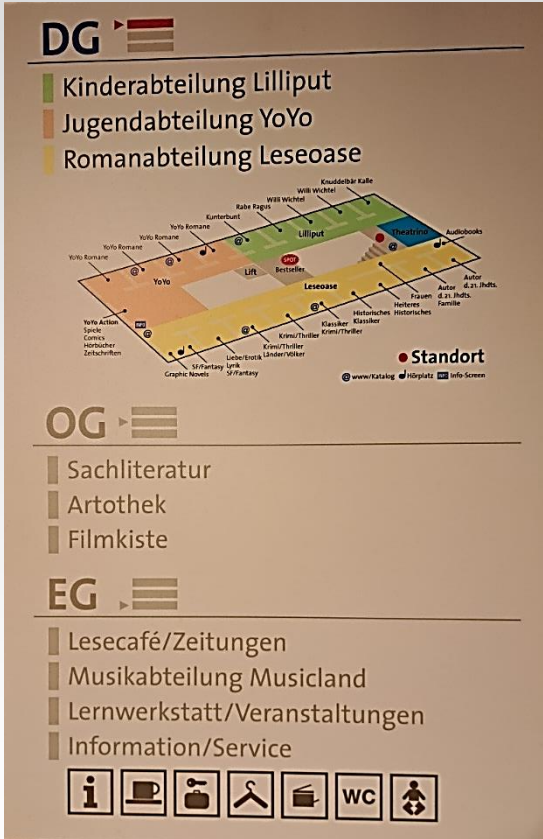 DG
Kinderabteilung Lilliput
Jugendabteilung YoYo
Romanabteilung Leseoase
Knuddelbär Kalle
Willi Wichtel
Willi Wichtel
Rabe Ragus
Kunterbunt
YoYo Romane
YoYo Romane
YoYo Romane
YoYo Romane
Lilliput
Theatrino
Audiobooks
@
@
@
@
YoYo
Lift
SPOT
Bestseller
Leseoase
Autor
d. 21. Jhdts.
Autor
d. 21. Jhdts.
Familie
Frauen
Heiteres
Historisches
Historisches
Klassiker
Klassiker
Krimi/Thriller
@
Krimi/Thriller
Krimi/Thriller
Länder/Völker
@
Liebe/Erotik
Lyrik
SF/Fantasy
SF/Fantasy
Graphic Novels
YoYo Action
Spiele
Comics
Hörbücher
Zeitschriften
@
INFO
Standort
@ www/Katalog Hörplatz INFO Info-Screen
OG
Sachliteratur
Artothek
Filmkiste
EG
Lesecafé/Zeitungen
Musikabteilung Musicland
Lernwerkstatt/Veranstaltungen
Information/Service
i
WC